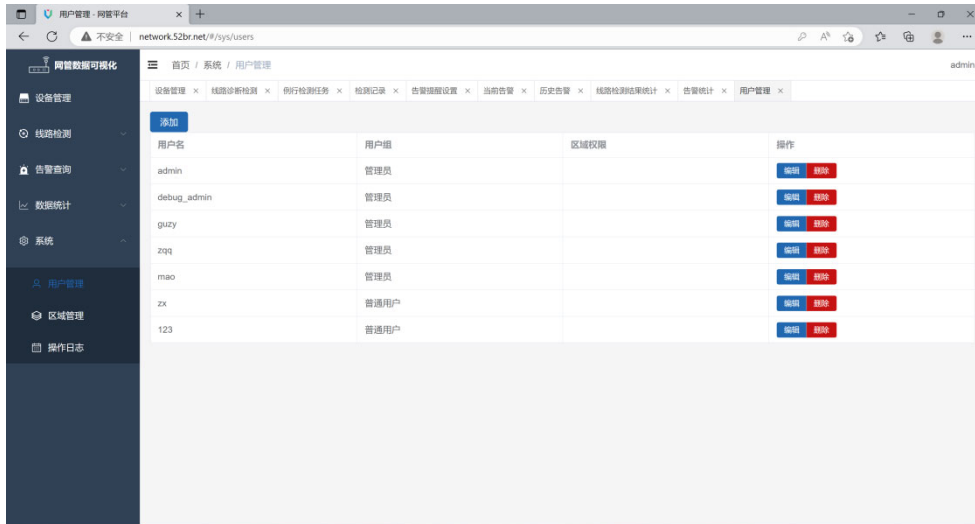 用户管理 - 网管平台
不安全 network.52br.net/#/sys/users
网管数据可视化
首页 / 系统 / 用户管理
admin
设备管理 线路诊断检测 例行检测任务 检测记录 告警提醒设置 当前告警 历史告警 线路检测结果统计 告警统计 用户管理
设备管理
线路检测
告警查询
数据统计
系统
用户管理
区域管理
操作日志
添加
用户名 用户组 区域权限 操作
admin 管理员 编辑 删除
debug_admin 管理员 编辑 删除
guzy 管理员 编辑 删除
zqq 管理员 编辑 删除
mao 管理员 编辑 删除
zx 普通用户 编辑 删除
123 普通用户 编辑 删除